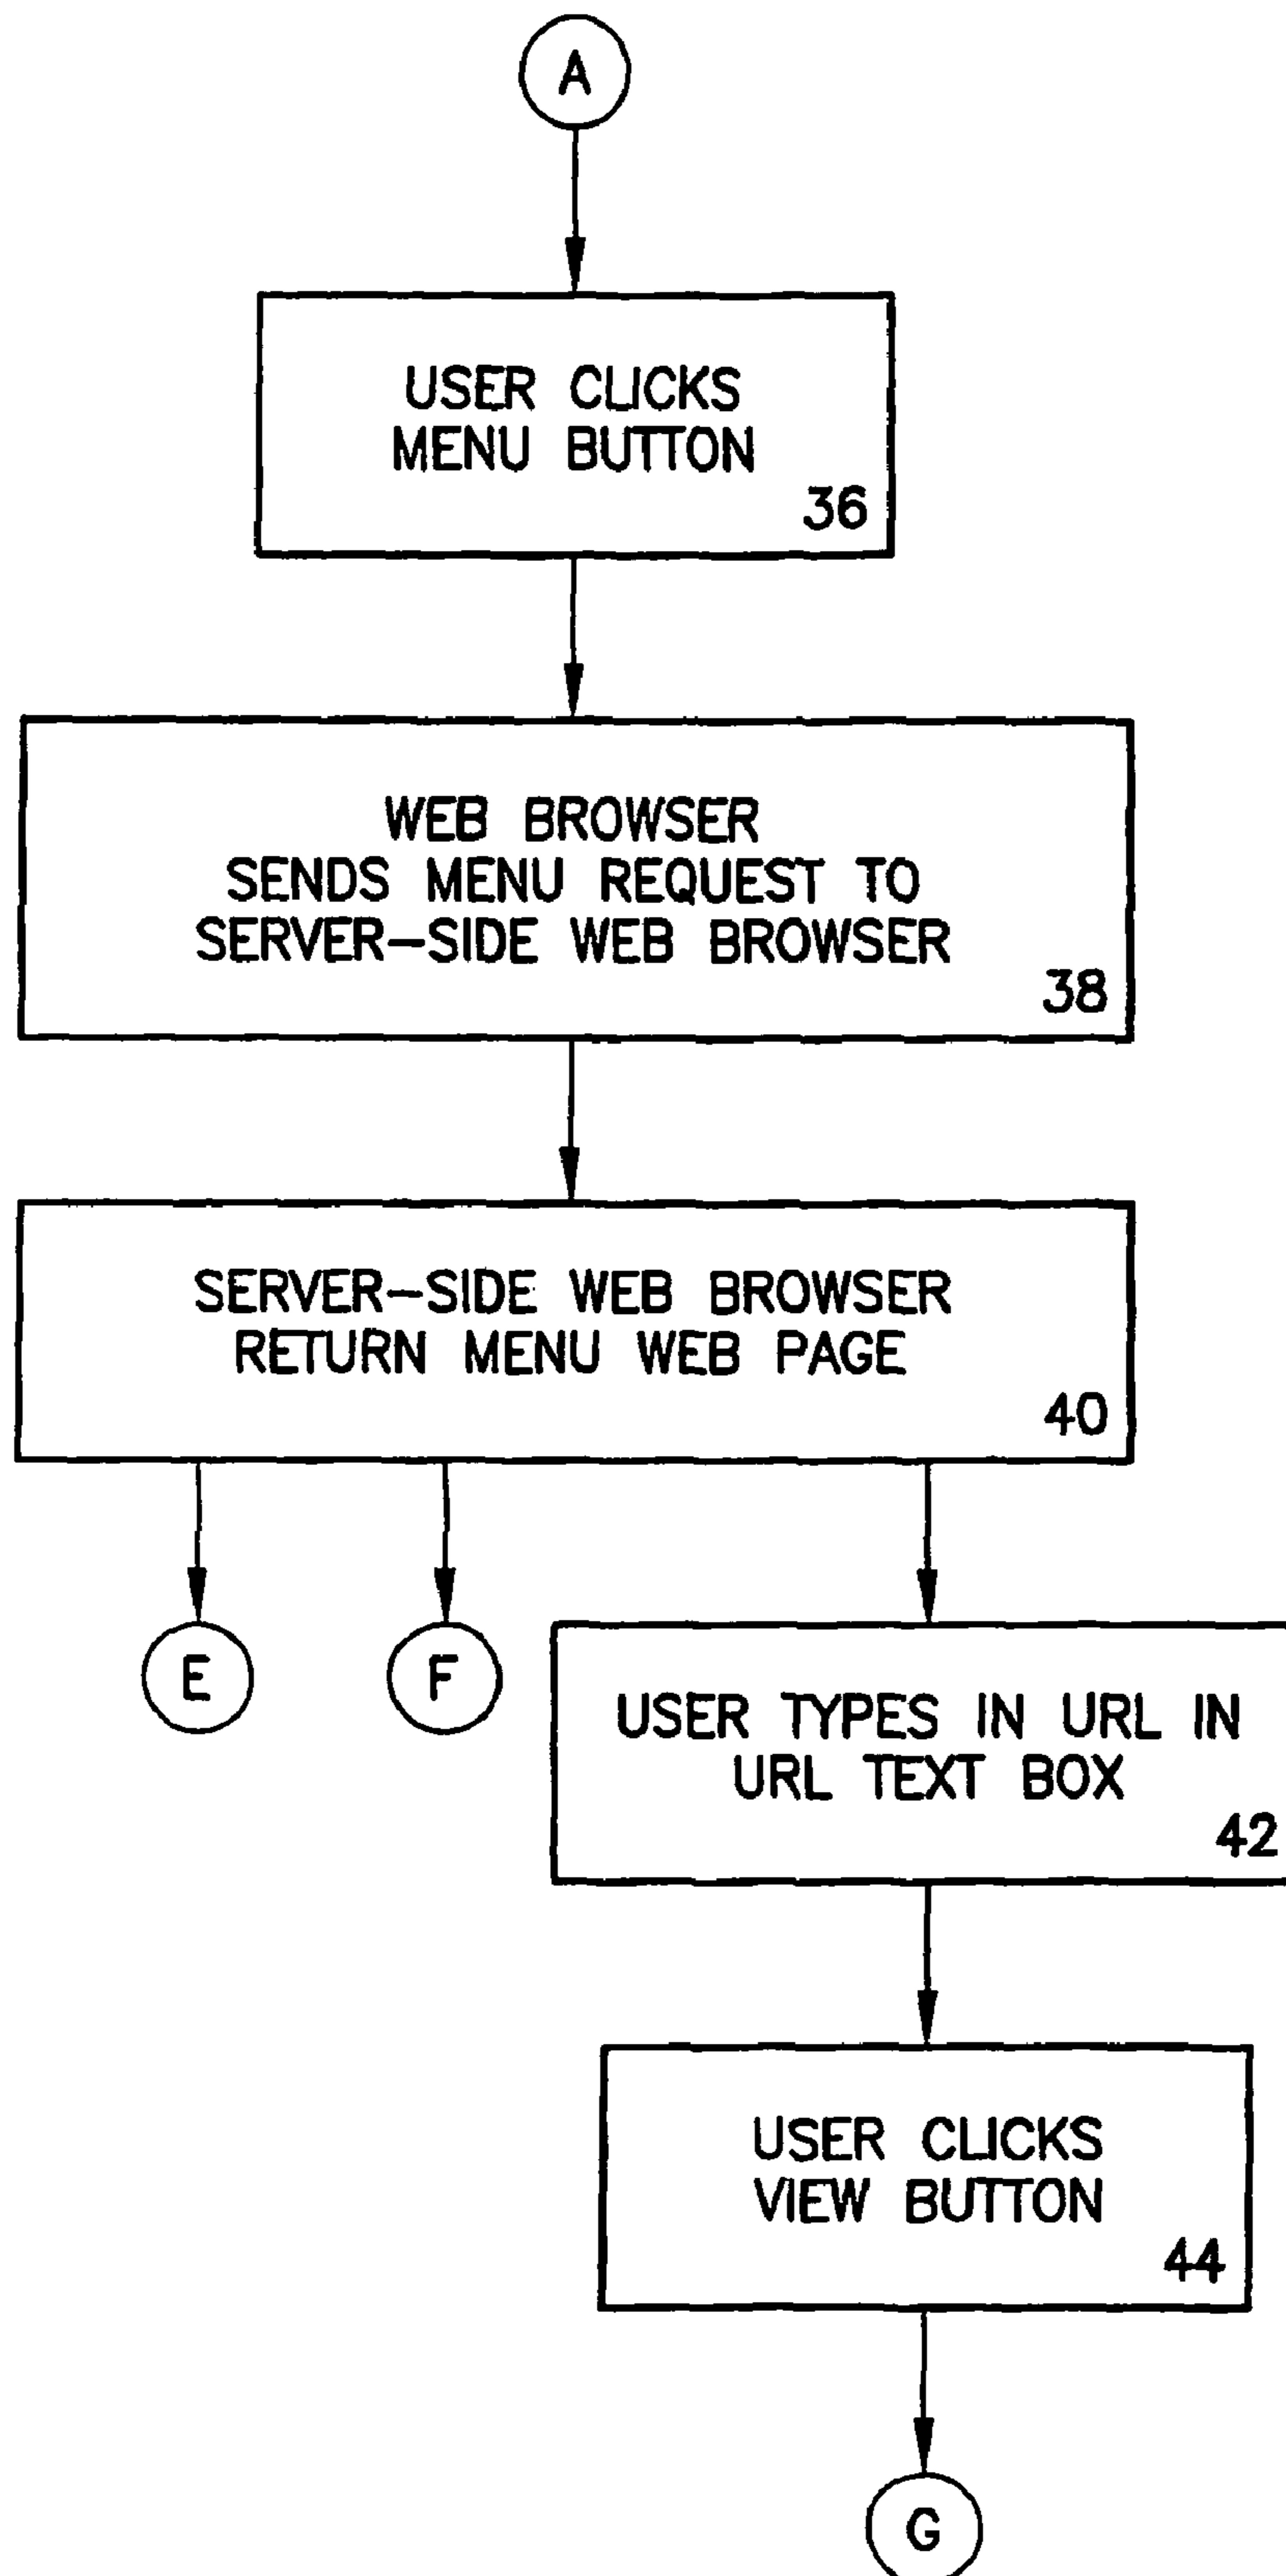 A
USER CLICKS
MENU BUTTON
36
WEB BROWSER
SENDS MENU REQUEST TO
SERVER-SIDE WEB BROWSER
38
SERVER-SIDE WEB BROWSER
RETURN MENU WEB PAGE
40
E
F
USER TYPES IN URL IN
URL TEXT BOX
42
USER CLICKS
VIEW BUTTON
44
G